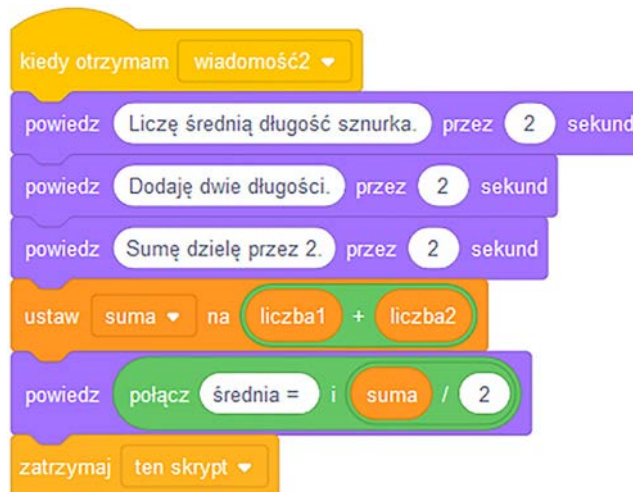 kiedy otrzymam wiadomość2
powiedz Liczę średnią długość sznurka. przez 2 sekund
powiedz Dodaję dwie długości. przez 2 sekund
powiedz Sumę dzielę przez 2. przez 2 sekund
ustaw suma na liczba1 + liczba2
powiedz połącz średnia = i suma / 2
zatrzymaj ten skrypt